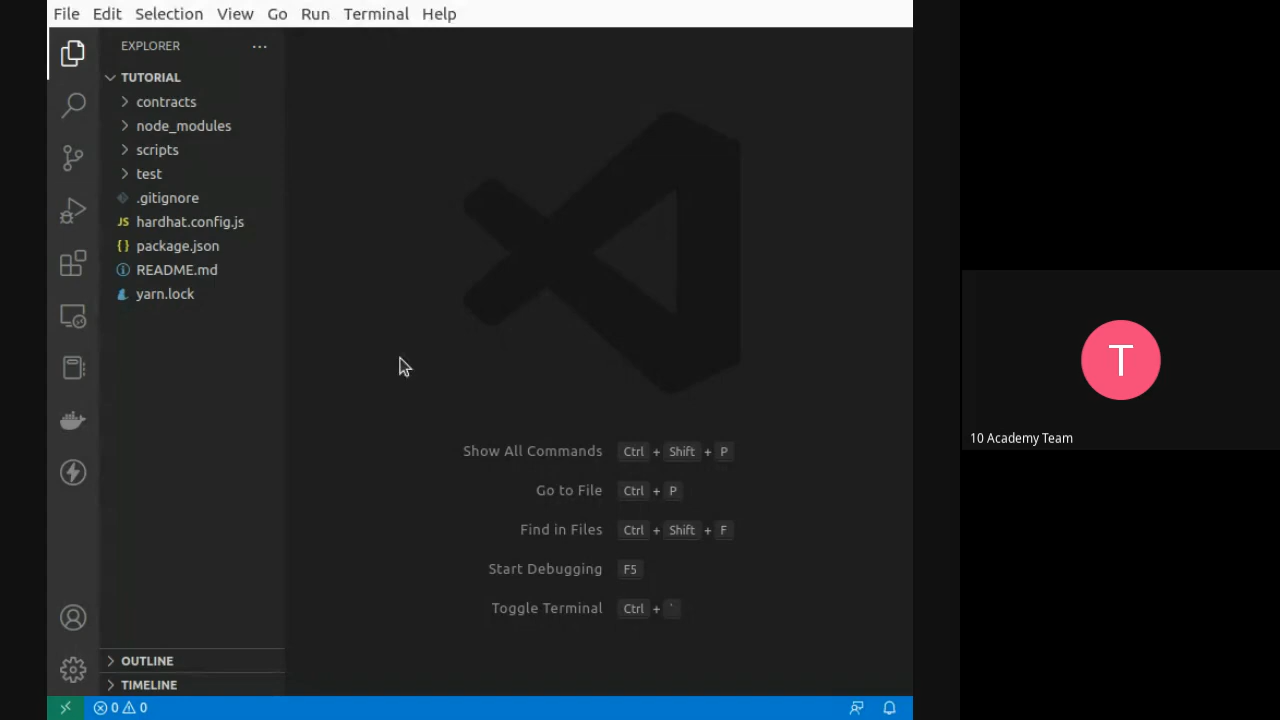 File Edit Selection View Go Run Terminal Help
EXPLORER
TUTORIAL
contracts
node_modules
scripts
test
.gitignore
JS hardhat.config.js
{} package.json
README.md
yarn.lock
Show All Commands Ctrl + Shift + P
Go to File Ctrl + P
Find in Files Ctrl + Shift + F
Start Debugging F5
Toggle Terminal Ctrl + `
OUTLINE
TIMELINE
0 0
T
10 Academy Team